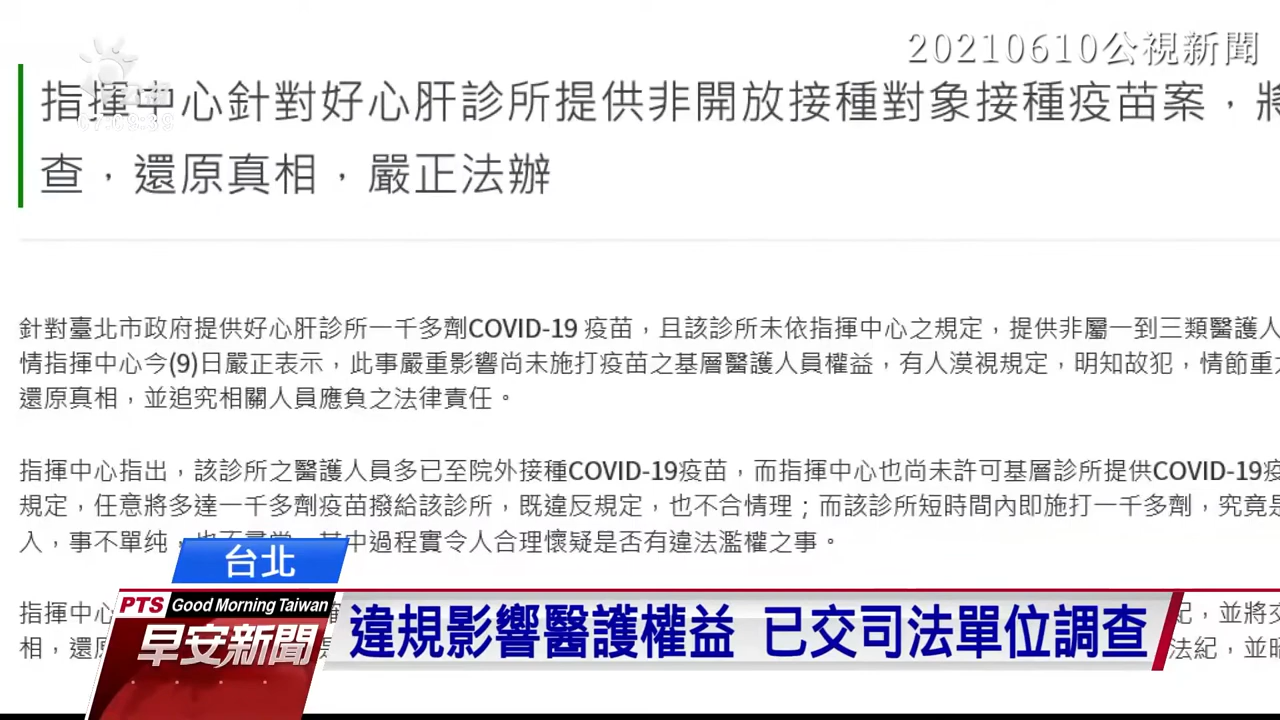 20210610公視新聞
指揮中心針對好心肝診所提供非開放接種對象接種疫苗案，將
07:09:39
查，還原真相，嚴正法辦
針對臺北市政府提供好心肝診所一千多劑COVID-19 疫苗，且該診所未依指揮中心之規定，提供非屬一到三類醫護人
情指揮中心今(9)日嚴正表示，此事嚴重影響尚未施打疫苗之基層醫護人員權益，有人漠視規定，明知故犯，情節重大
還原真相，並追究相關人員應負之法律責任。
指揮中心指出，該診所之醫護人員多已至院外接種COVID-19疫苗，而指揮中心也尚未許可基層診所提供COVID-19疫
規定，任意將多達一千多劑疫苗撥給該診所，既違反規定，也不合情理；而該診所短時間內即施打一千多劑，究竟是
入，事不單純，也不尋常，其中過程實令人合理懷疑是否有違法濫權之事。
台北
指揮中心 紀，並將交
相，還原 法紀，並
PTS Good Morning Taiwan
早安新聞
違規影響醫護權益 已交司法單位調查